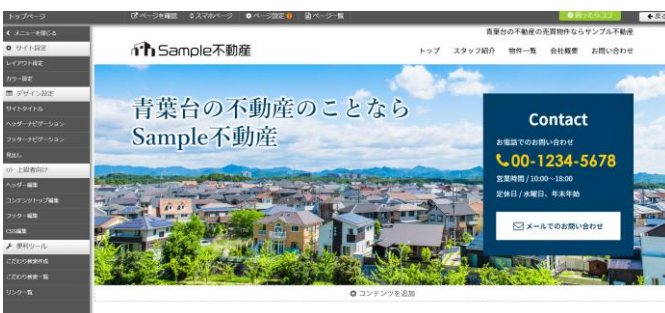 トップページ
ページを確認
スマホページ
ページ設定
ページ一覧
困ったらココ
メニューを閉じる
サイト設定
レイアウト設定
カラー設定
デザイン設定
サイトタイトル
ヘッダーナビゲーション
フッターナビゲーション
見出し
上級者向け
ヘッダー編集
コンテンツトップ編集
フッター編集
CSS編集
便利ツール
こだわり検索作成
こだわり検索一覧
リンク一覧
青葉台の不動産の売買物件ならサンプル不動産
Sample不動産
トップ スタッフ紹介 物件一覧 会社概要 お問い合わせ
青葉台の不動産のことなら
Sample不動産
Contact
お電話でのお問い合わせ
00-1234-5678
営業時間 / 10:00〜18:00
定休日 / 水曜日、年末年始
メールでのお問い合わせ
コンテンツを追加